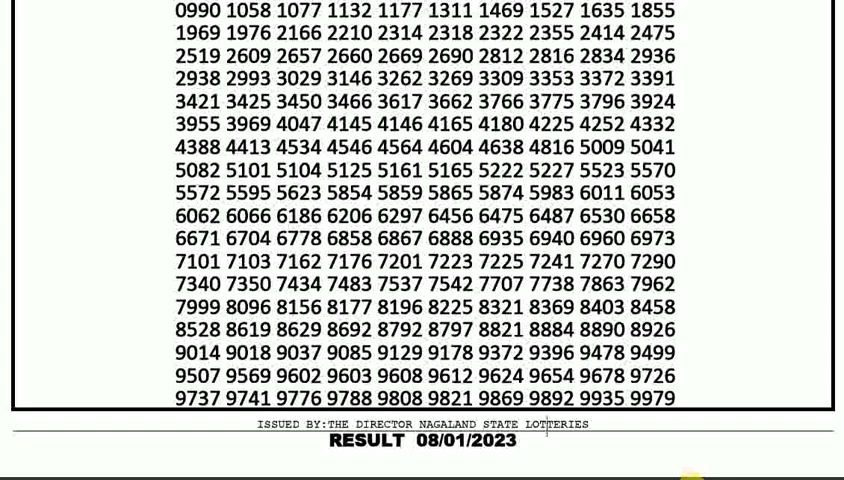 0990 1058 1077 1132 1177 1311 1469 1527 1635 1855
1969 1976 2166 2210 2314 2318 2322 2355 2414 2475
2519 2609 2657 2660 2669 2690 2812 2816 2834 2936
2938 2993 3029 3146 3262 3269 3309 3353 3372 3391
3421 3425 3450 3466 3617 3662 3766 3775 3796 3924
3955 3969 4047 4145 4146 4165 4180 4225 4252 4332
4388 4413 4534 4546 4564 4604 4638 4816 5009 5041
5082 5101 5104 5125 5161 5165 5222 5227 5523 5570
5572 5595 5623 5854 5859 5865 5874 5983 6011 6053
6062 6066 6186 6206 6297 6456 6475 6487 6530 6658
6671 6704 6778 6858 6867 6888 6935 6940 6960 6973
7101 7103 7162 7176 7201 7223 7225 7241 7270 7290
7340 7350 7434 7483 7537 7542 7707 7738 7863 7962
7999 8096 8156 8177 8196 8225 8321 8369 8403 8458
8528 8619 8629 8692 8792 8797 8821 8884 8890 8926
9014 9018 9037 9085 9129 9178 9372 9396 9478 9499
9507 9569 9602 9603 9608 9612 9624 9654 9678 9726
9737 9741 9776 9788 9808 9821 9869 9892 9935 9979
ISSUED BY:THE DIRECTOR NAGALAND STATE LOTTERIES
RESULT 08/01/2023